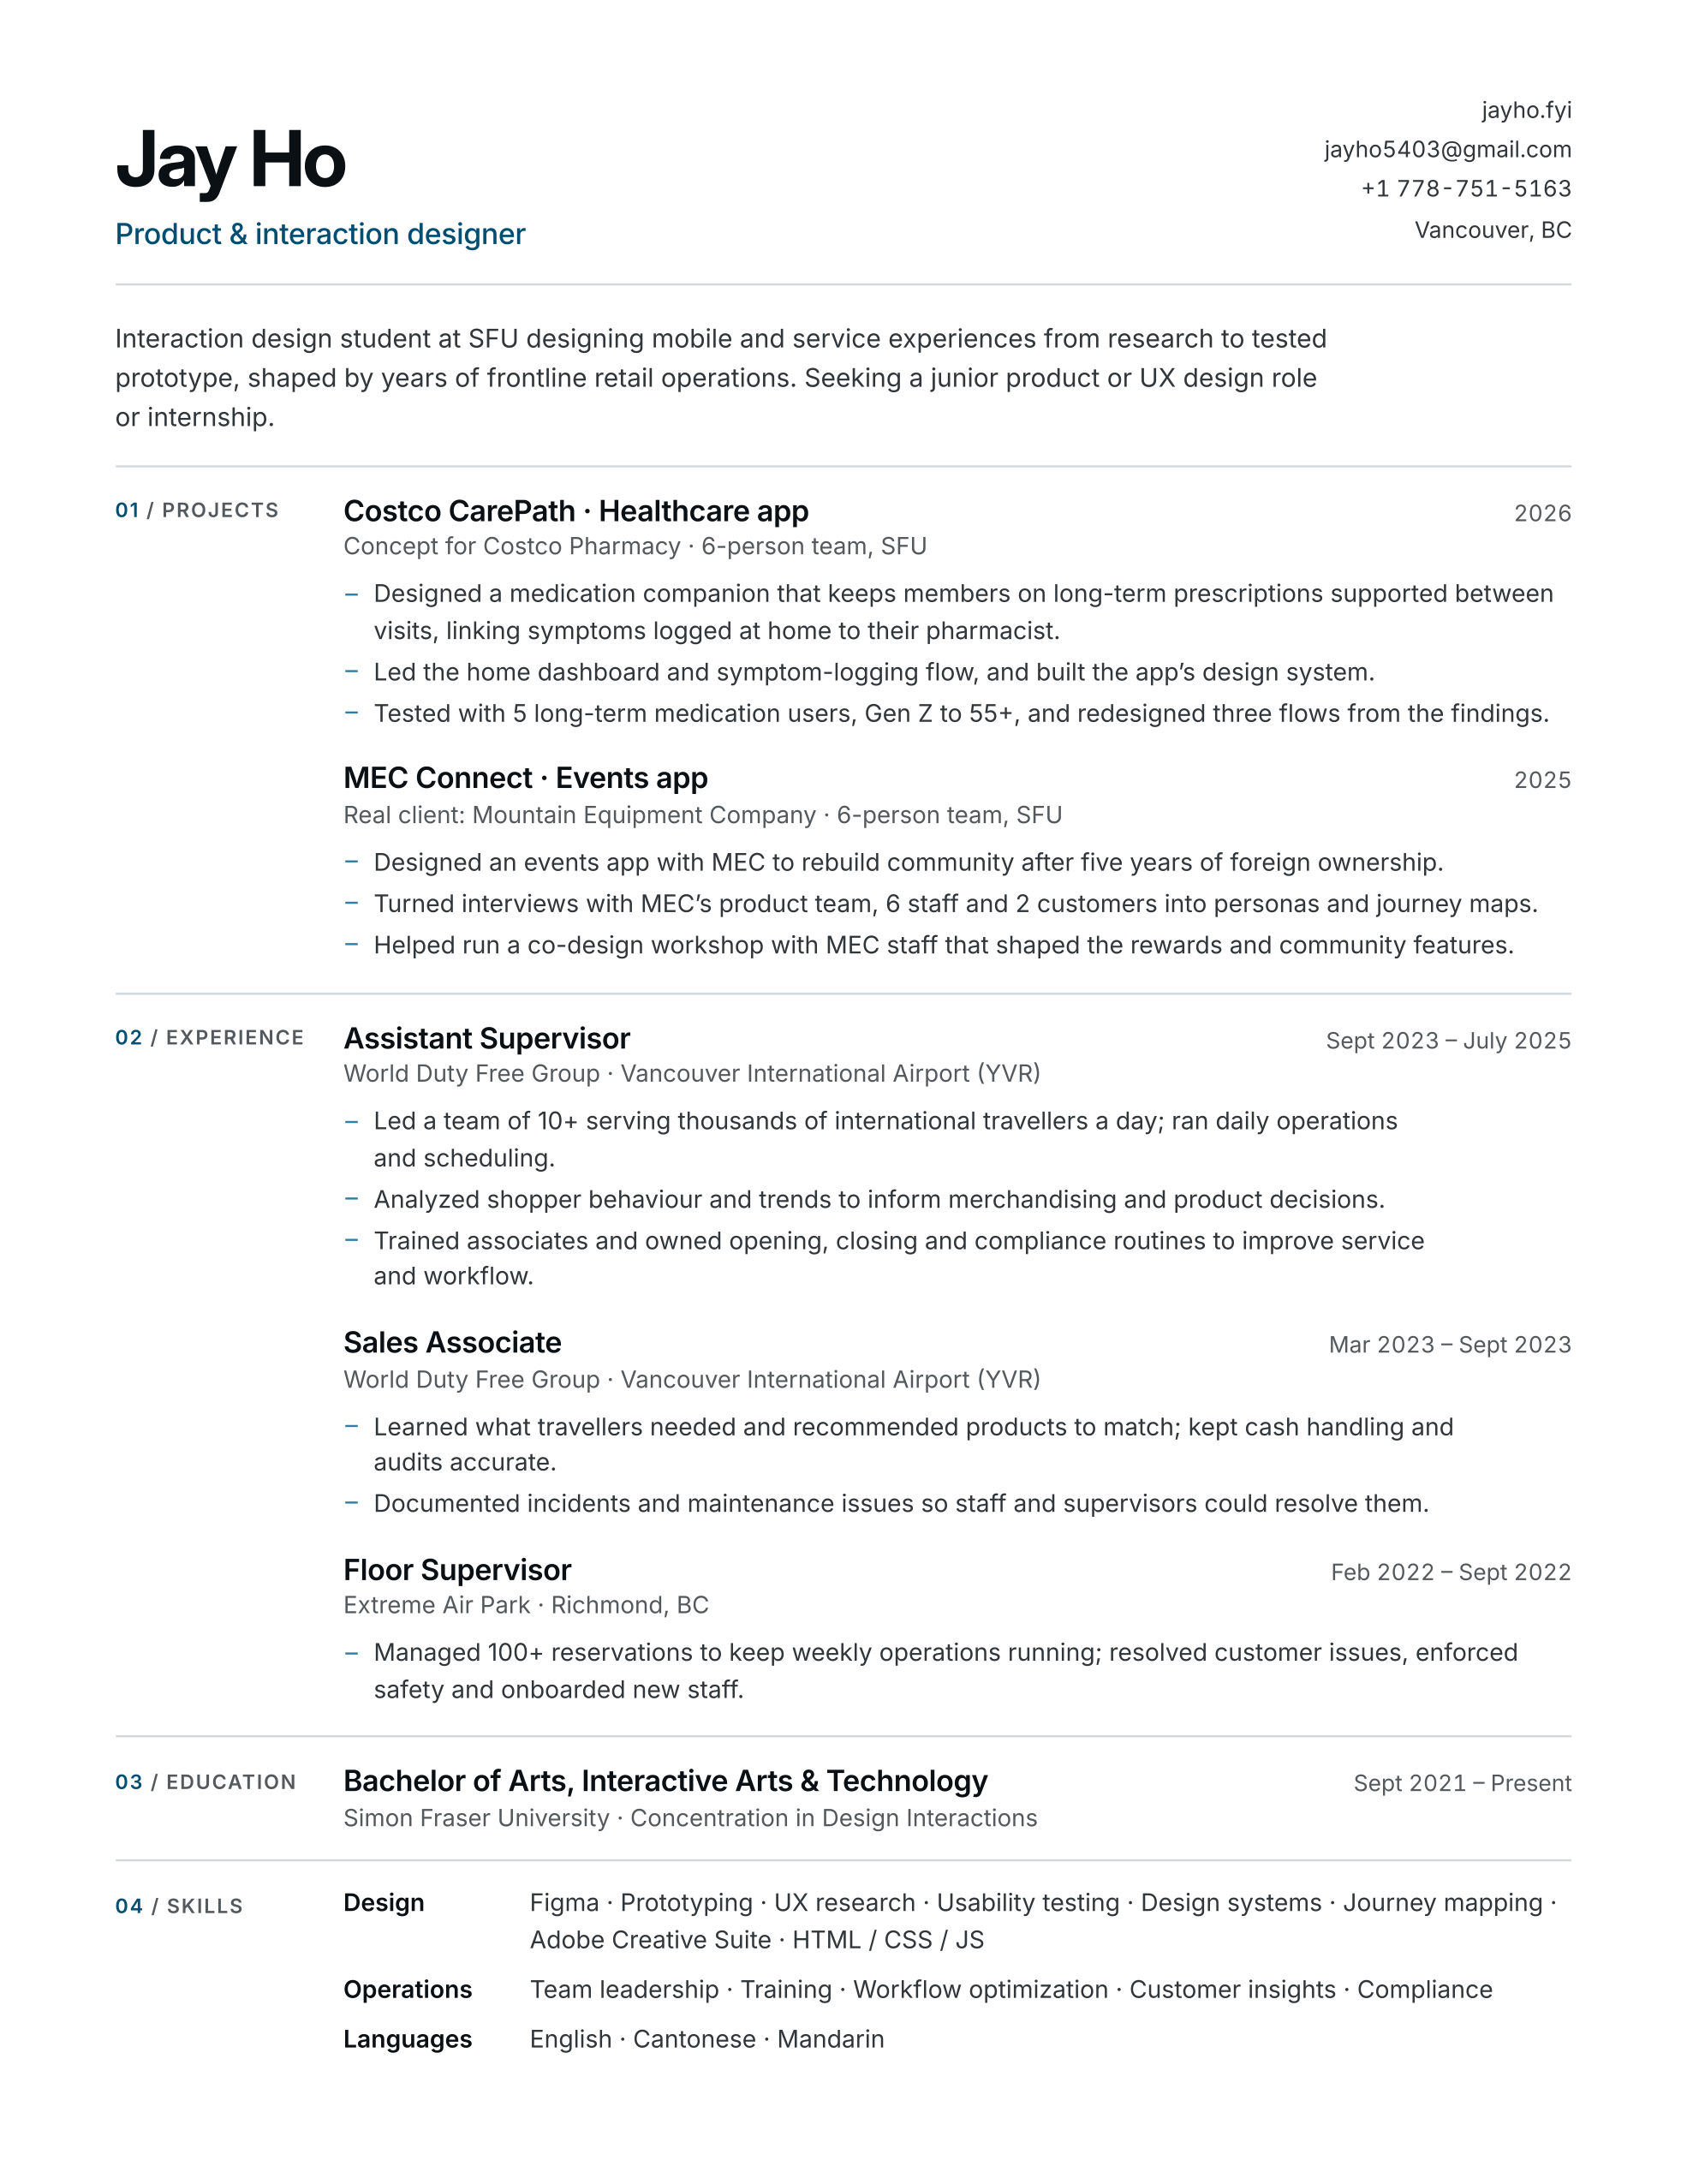 Jay Ho
Product & interaction designer
jayho.fyi
jayho5403@gmail.com
+1 778-751-5163
Vancouver, BC
Interaction design student at SFU designing mobile and service experiences from research to tested
prototype, shaped by years of frontline retail operations. Seeking a junior product or UX design role
or internship.
01 / PROJECTS
Costco CarePath · Healthcare app 2026
Concept for Costco Pharmacy · 6-person team, SFU
– Designed a medication companion that keeps members on long-term prescriptions supported between
visits, linking symptoms logged at home to their pharmacist.
– Led the home dashboard and symptom-logging flow, and built the app’s design system.
– Tested with 5 long-term medication users, Gen Z to 55+, and redesigned three flows from the findings.
MEC Connect · Events app 2025
Real client: Mountain Equipment Company · 6-person team, SFU
– Designed an events app with MEC to rebuild community after five years of foreign ownership.
– Turned interviews with MEC’s product team, 6 staff and 2 customers into personas and journey maps.
– Helped run a co-design workshop with MEC staff that shaped the rewards and community features.
02 / EXPERIENCE
Assistant Supervisor Sept 2023 – July 2025
World Duty Free Group · Vancouver International Airport (YVR)
– Led a team of 10+ serving thousands of international travellers a day; ran daily operations
and scheduling.
– Analyzed shopper behaviour and trends to inform merchandising and product decisions.
– Trained associates and owned opening, closing and compliance routines to improve service
and workflow.
Sales Associate Mar 2023 – Sept 2023
World Duty Free Group · Vancouver International Airport (YVR)
– Learned what travellers needed and recommended products to match; kept cash handling and
audits accurate.
– Documented incidents and maintenance issues so staff and supervisors could resolve them.
Floor Supervisor Feb 2022 – Sept 2022
Extreme Air Park · Richmond, BC
– Managed 100+ reservations to keep weekly operations running; resolved customer issues, enforced
safety and onboarded new staff.
03 / EDUCATION
Bachelor of Arts, Interactive Arts & Technology Sept 2021 – Present
Simon Fraser University · Concentration in Design Interactions
04 / SKILLS
Design Figma · Prototyping · UX research · Usability testing · Design systems · Journey mapping ·
Adobe Creative Suite · HTML / CSS / JS
Operations Team leadership · Training · Workflow optimization · Customer insights · Compliance
Languages English · Cantonese · Mandarin